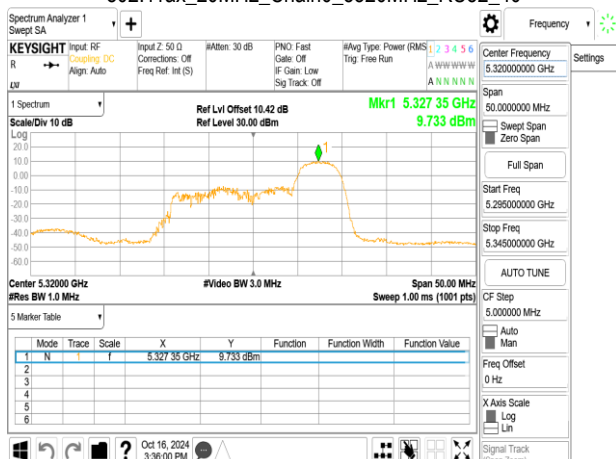 Spectrum Analyzer 1
Swept SA
+
Frequency
KEYSIGHT
R
Input: RF
Coupling: DC
Align: Auto
Input Z: 50 Ω
Corrections: Off
Freq Ref: Int (S)
#Atten: 30 dB
PNO: Fast
Gate: Off
IF Gain: Low
Sig Track: Off
#Avg Type: Power (RMS
Trig: Free Run
1 2 3 4 5 6
A W W W W W
A N N N N N
Center Frequency
5.320000000 GHz
Settings
Span
50.0000000 MHz
Swept Span
Zero Span
Full Span
Start Freq
5.295000000 GHz
Stop Freq
5.345000000 GHz
AUTO TUNE
CF Step
5.000000 MHz
Auto
Man
Freq Offset
0 Hz
X Axis Scale
Log
Lin
Signal Track
1 Spectrum
Scale/Div 10 dB
Log
Ref Lvl Offset 10.42 dB
Ref Level 30.00 dBm
Mkr1 5.327 35 GHz
9.733 dBm
1
20.0
10.0
0.00
-10.0
-20.0
-30.0
-40.0
-50.0
-60.0
Center 5.32000 GHz
#Res BW 1.0 MHz
#Video BW 3.0 MHz
Span 50.00 MHz
Sweep 1.00 ms (1001 pts)
5 Marker Table
Mode Trace Scale X Y Function Function Width Function Value
1 N 1 f 5.327 35 GHz 9.733 dBm
2
3
4
5
6
?
Oct 16, 2024
3:36:00 PM